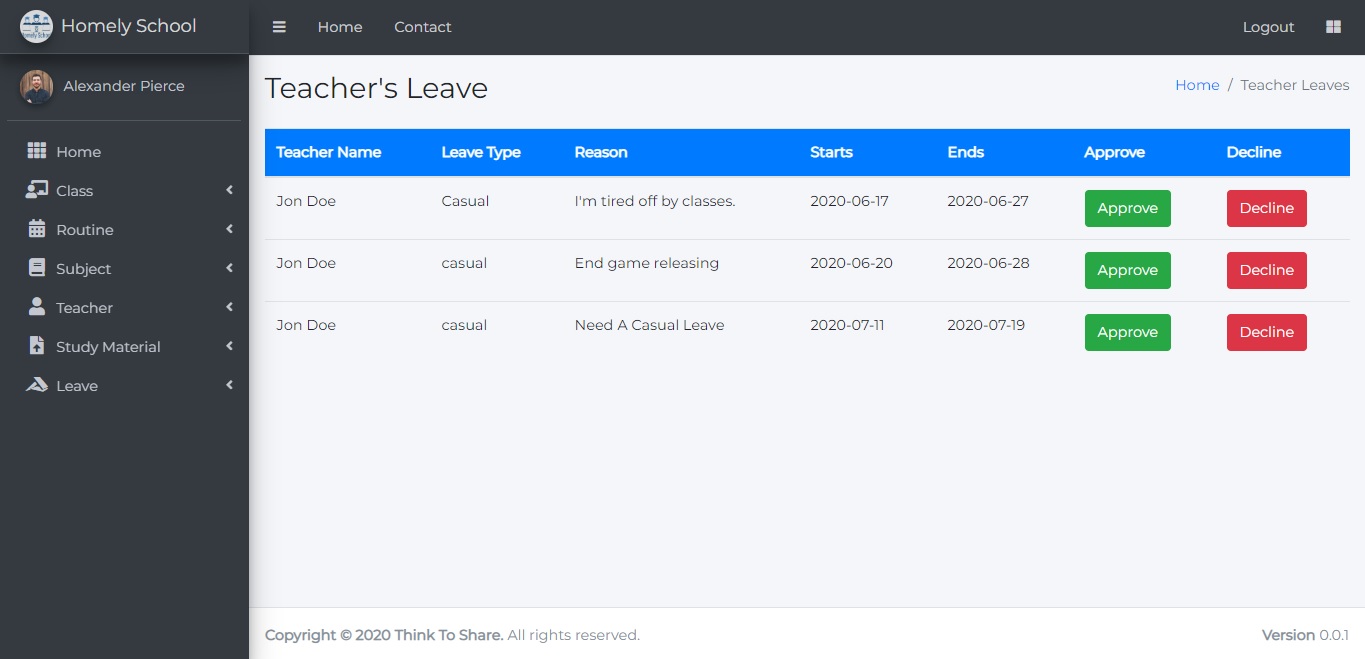 Homely School
Home Contact Logout
Alexander Pierce
Home
Class
Routine
Subject
Teacher
Study Material
Leave
Teacher's Leave
Home / Teacher Leaves
Teacher Name Leave Type Reason Starts Ends Approve Decline
Jon Doe Casual I'm tired off by classes. 2020-06-17 2020-06-27 Approve Decline
Jon Doe casual End game releasing 2020-06-20 2020-06-28 Approve Decline
Jon Doe casual Need A Casual Leave 2020-07-11 2020-07-19 Approve Decline
Copyright © 2020 Think To Share. All rights reserved. Version 0.0.1